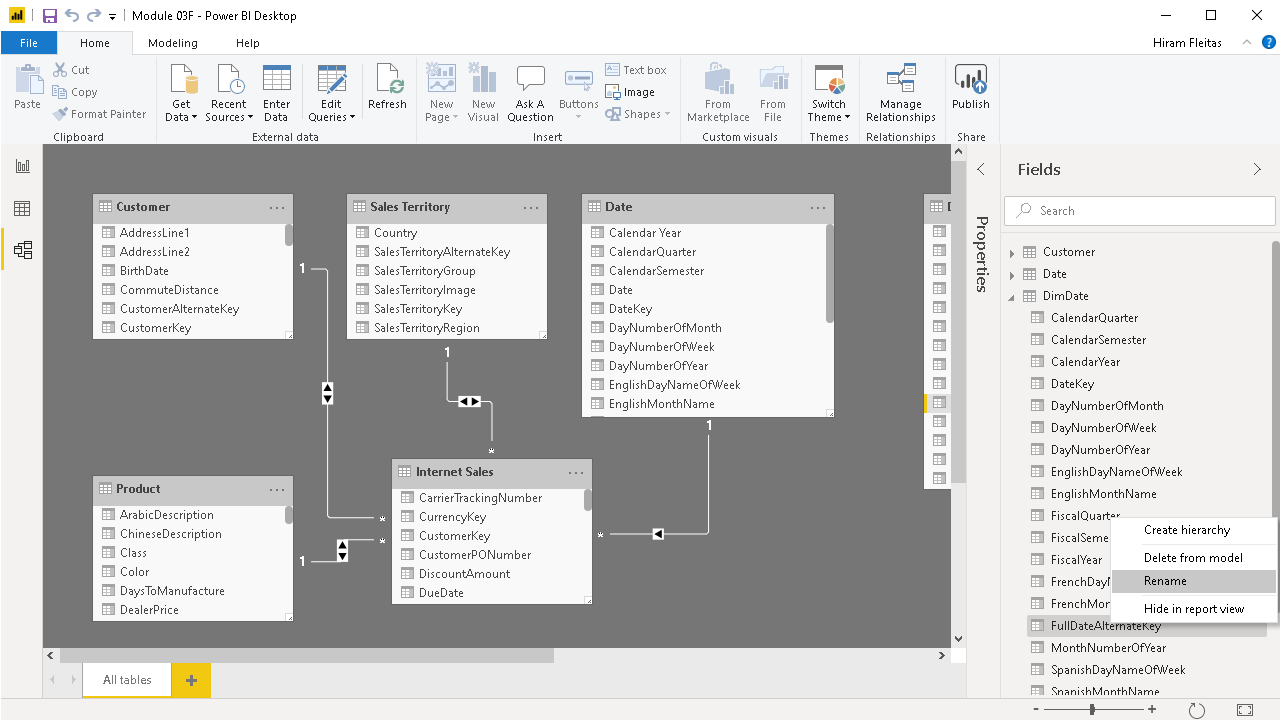 Module 03F - Power BI Desktop
File Home Modeling Help Hiram Fleitas
Paste
Cut
Copy
Format Painter
Clipboard
Get Data
Recent Sources
Enter Data
Edit Queries
Refresh
External data
New Page
New Visual
Ask A Question
Buttons
Text box
Image
Shapes
Insert
From Marketplace
From File
Custom visuals
Switch Theme
Themes
Manage Relationships
Relationships
Publish
Share
Customer
AddressLine1
AddressLine2
BirthDate
CommuteDistance
CustomerAlternateKey
CustomerKey
1
Sales Territory
Country
SalesTerritoryAlternateKey
SalesTerritoryGroup
SalesTerritoryImage
SalesTerritoryKey
SalesTerritoryRegion
1
*
Date
Calendar Year
CalendarQuarter
CalendarSemester
Date
DateKey
DayNumberOfMonth
DayNumberOfWeek
DayNumberOfYear
EnglishDayNameOfWeek
EnglishMonthName
1
*
Product
ArabicDescription
ChineseDescription
Class
Color
DaysToManufacture
DealerPrice
1
*
*
Internet Sales
CarrierTrackingNumber
CurrencyKey
CustomerKey
CustomerPONumber
DiscountAmount
DueDate
All tables
Properties
Fields
Search
Customer
Date
DimDate
CalendarQuarter
CalendarSemester
CalendarYear
DateKey
DayNumberOfMonth
DayNumberOfWeek
DayNumberOfYear
EnglishDayNameOfWeek
EnglishMonthName
FiscalQuarter
FiscalSeme
FiscalYear
FrenchDay
FrenchMor
FullDateAlternateKey
MonthNumberOfYear
SpanishDayNameOfWeek
SpanishMonthName
Create hierarchy
Delete from model
Rename
Hide in report view